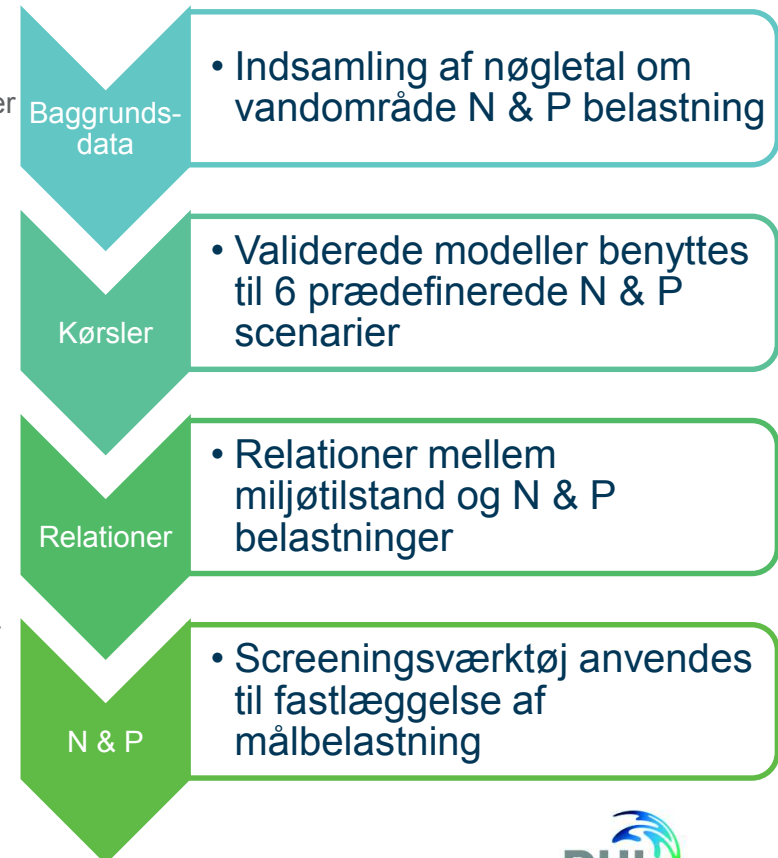 er
Baggrunds-
data
• Indsamling af nøgletal om
vandområde N & P belastning
Kørsler
• Validerede modeller benyttes
til 6 prædefinerede N & P
scenarier
Relationer
• Relationer mellem
miljøtilstand og N & P
belastninger
N & P
• Screeningsværktøj anvendes
til fastlæggelse af
målbelastning